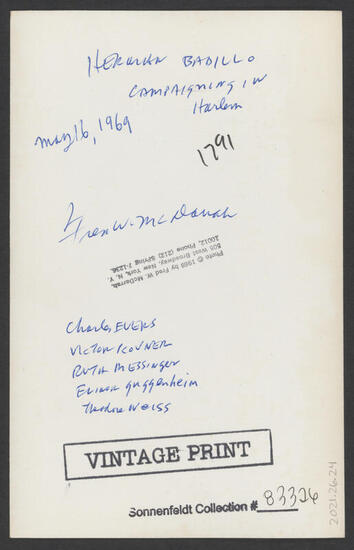 HERMAN BADILLO
CAMPAIGNING IN
Harlem
May 16, 1969
1791
Fred W. McDarrah
Photo © 1969 by Fred W. McDarrah
505 West Broadway, New York, N. Y.
10012, Phone (212) SPring 7-1236.
Charles EVERS
VICTOR KOVNER
RUTH MESSINGER
Elinor Guggenheim
Theodore WEISS
VINTAGE PRINT
Sonnenfeldt Collection # 83326
2021.26.24